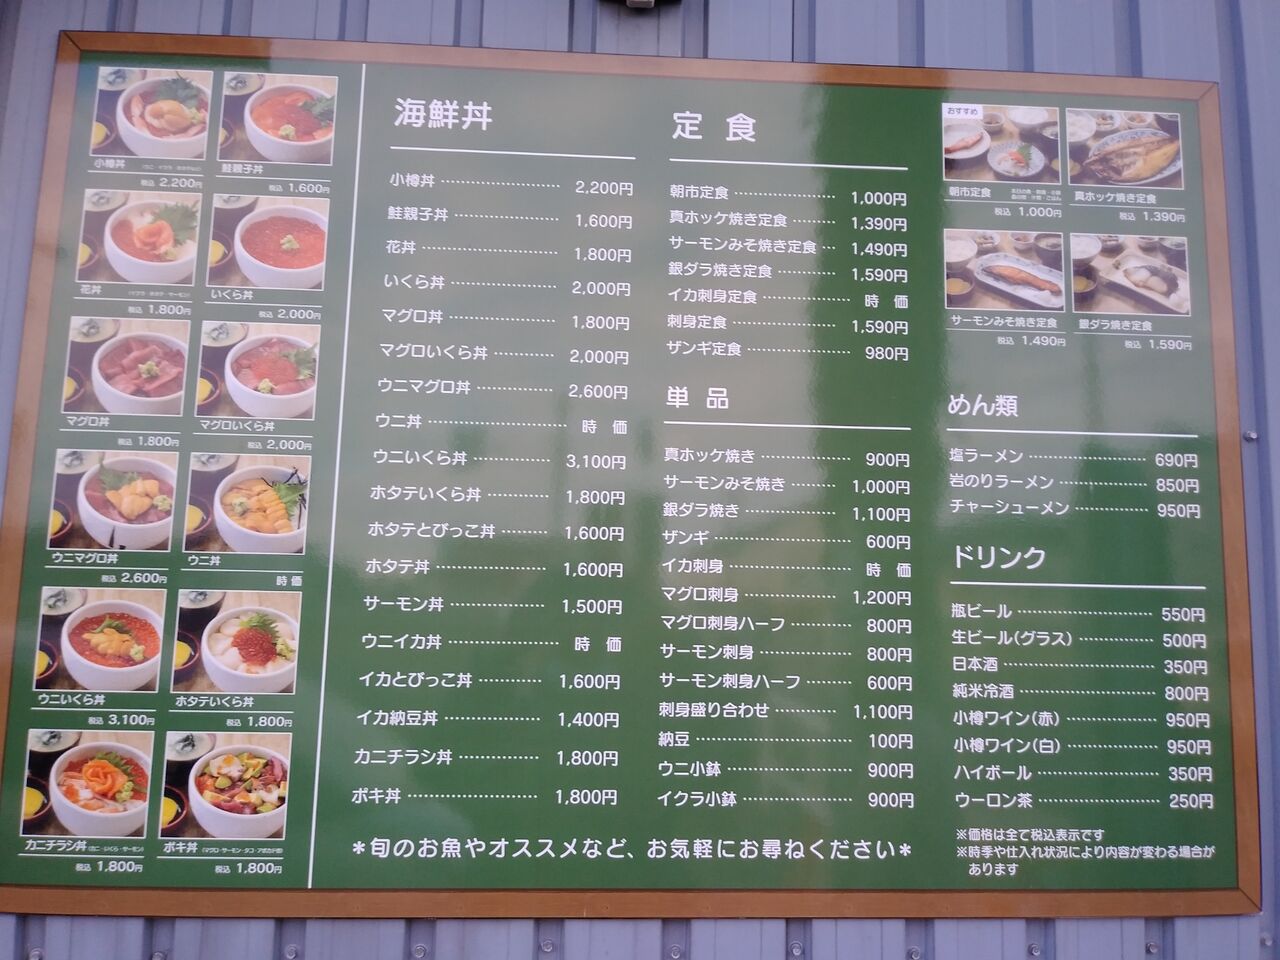 小樽丼
税込 2,200円
鮭親子丼
税込 1,600円
花丼 (イクラ・ホタテ・サーモン)
税込 1,800円
いくら丼
税込 2,000円
マグロ丼
税込 1,800円
マグロいくら丼
税込 2,000円
ウニマグロ丼
税込 2,600円
ウニ丼
時価
ウニいくら丼
税込 3,100円
ホタテいくら丼
税込 1,800円
カニチラシ丼 (カニ・いくら・サーモン)
税込 1,800円
ポキ丼 (マグロ・サーモン・タコ・アボカド他)
税込 1,800円
海鮮丼
小樽丼 2,200円
鮭親子丼 1,600円
花丼 1,800円
いくら丼 2,000円
マグロ丼 1,800円
マグロいくら丼 2,000円
ウニマグロ丼 2,600円
ウニ丼 時価
ウニいくら丼 3,100円
ホタテいくら丼 1,800円
ホタテとびっこ丼 1,600円
ホタテ丼 1,600円
サーモン丼 1,500円
ウニイカ丼 時価
イカとびっこ丼 1,600円
イカ納豆丼 1,400円
カニチラシ丼 1,800円
ポキ丼 1,800円
定食
朝市定食 1,000円
真ホッケ焼き定食 1,390円
サーモンみそ焼き定食 1,490円
銀ダラ焼き定食 1,590円
イカ刺身定食 時価
刺身定食 1,590円
ザンギ定食 980円
単品
真ホッケ焼き 900円
サーモンみそ焼き 1,000円
銀ダラ焼き 1,100円
ザンギ 600円
イカ刺身 時価
マグロ刺身 1,200円
マグロ刺身ハーフ 800円
サーモン刺身 800円
サーモン刺身ハーフ 600円
刺身盛り合わせ 1,100円
納豆 100円
ウニ小鉢 900円
イクラ小鉢 900円
*旬のお魚やオススメなど、お気軽にお尋ねください*
おすすめ
朝市定食
税込 1,000円
真ホッケ焼き定食
税込 1,390円
サーモンみそ焼き定食
税込 1,490円
銀ダラ焼き定食
税込 1,590円
めん類
塩ラーメン 690円
岩のりラーメン 850円
チャーシューメン 950円
ドリンク
瓶ビール 550円
生ビール(グラス) 500円
日本酒 350円
純米冷酒 800円
小樽ワイン(赤) 950円
小樽ワイン(白) 950円
ハイボール 350円
ウーロン茶 250円
※価格は全て税込表示です
※時季や仕入れ状況により内容が変わる場合が
あります